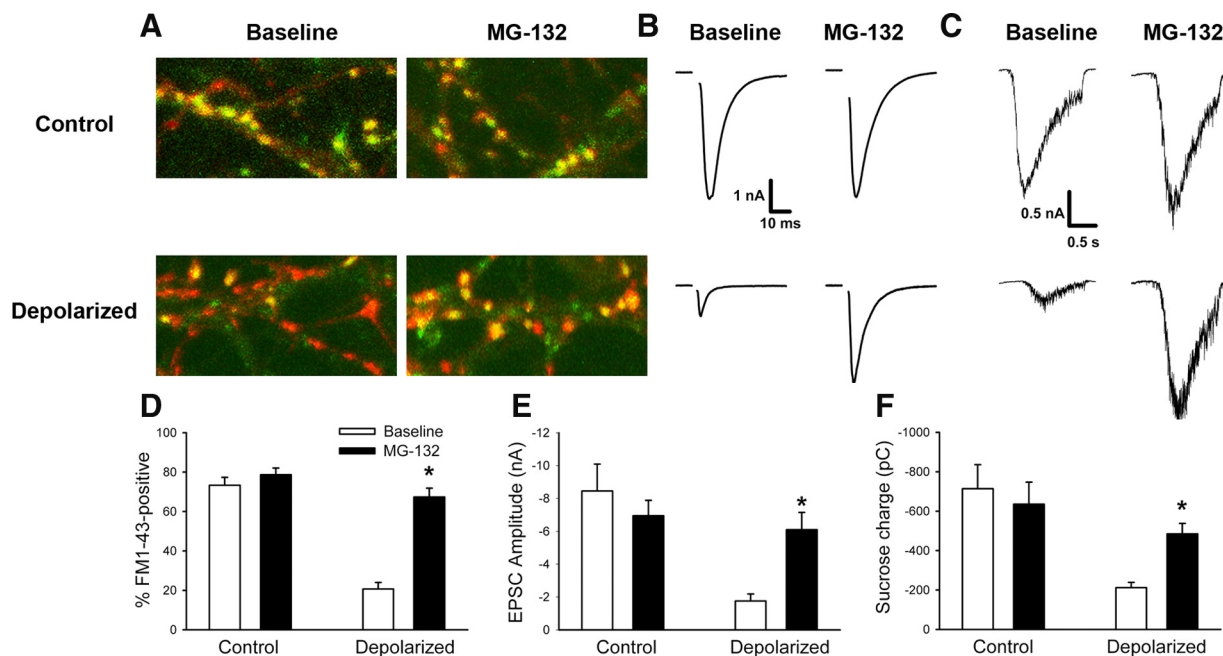 A
Baseline
MG-132
B
Baseline
MG-132
C
Baseline
MG-132
Control
1 nA
10 ms
0.5 nA
0.5 s
Depolarized
D
% FM1-43-positive
100
80
60
40
20
0
Baseline
MG-132
*
Control
Depolarized
E
EPSC Amplitude (nA)
-12
-10
-8
-6
-4
-2
0
*
Control
Depolarized
F
Sucrose charge (pC)
-1000
-800
-600
-400
-200
0
*
Control
Depolarized